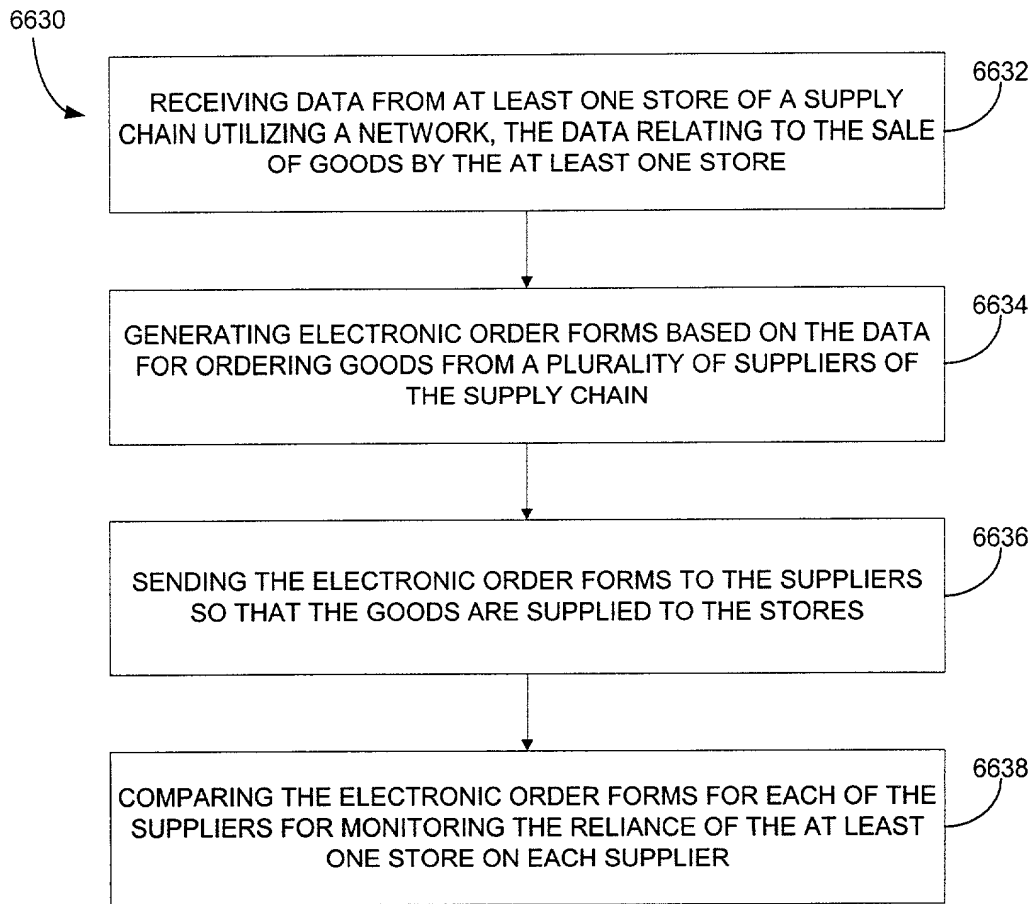 6630
6632
RECEIVING DATA FROM AT LEAST ONE STORE OF A SUPPLY
CHAIN UTILIZING A NETWORK, THE DATA RELATING TO THE SALE
OF GOODS BY THE AT LEAST ONE STORE
6634
GENERATING ELECTRONIC ORDER FORMS BASED ON THE DATA
FOR ORDERING GOODS FROM A PLURALITY OF SUPPLIERS OF
THE SUPPLY CHAIN
6636
SENDING THE ELECTRONIC ORDER FORMS TO THE SUPPLIERS
SO THAT THE GOODS ARE SUPPLIED TO THE STORES
6638
COMPARING THE ELECTRONIC ORDER FORMS FOR EACH OF THE
SUPPLIERS FOR MONITORING THE RELIANCE OF THE AT LEAST
ONE STORE ON EACH SUPPLIER